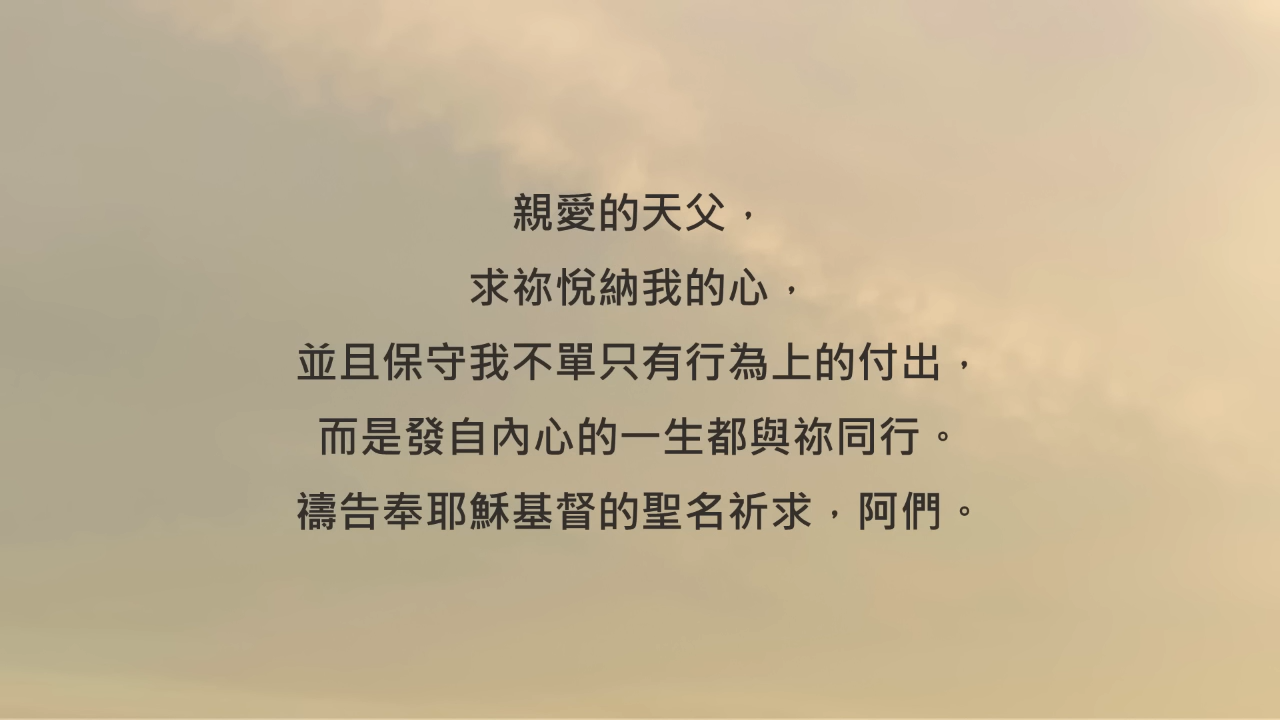 親愛的天父，
求祢悅納我的心，
並且保守我不單只有行為上的付出，
而是發自內心的一生都與祢同行。
禱告奉耶穌基督的聖名祈求，阿們。